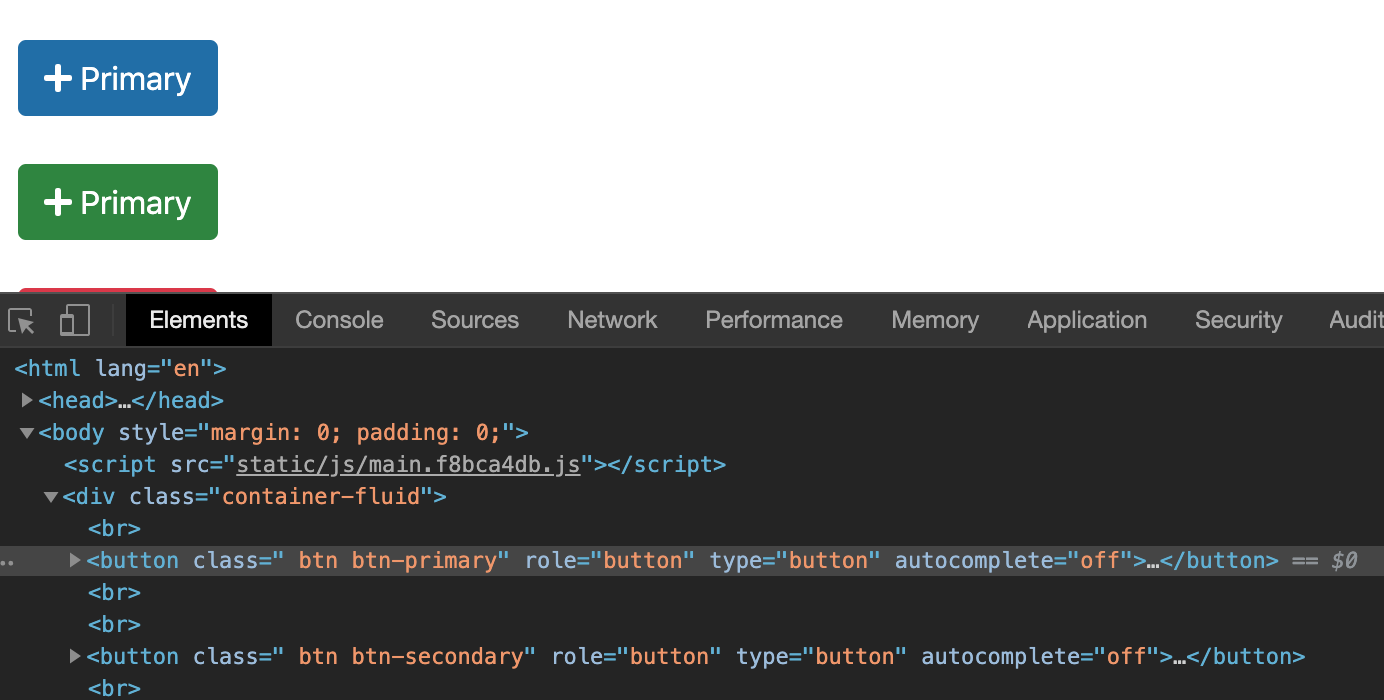 Primary
Primary
Elements Console Sources Network Performance Memory Application Security Audit
<html lang="en">
<head>…</head>
<body style="margin: 0; padding: 0;">
<script src="static/js/main.f8bca4db.js"></script>
<div class="container-fluid">
<br>
<button class=" btn btn-primary" role="button" type="button" autocomplete="off">…</button> == $0
<br>
<br>
<button class=" btn btn-secondary" role="button" type="button" autocomplete="off">…</button>
<br>